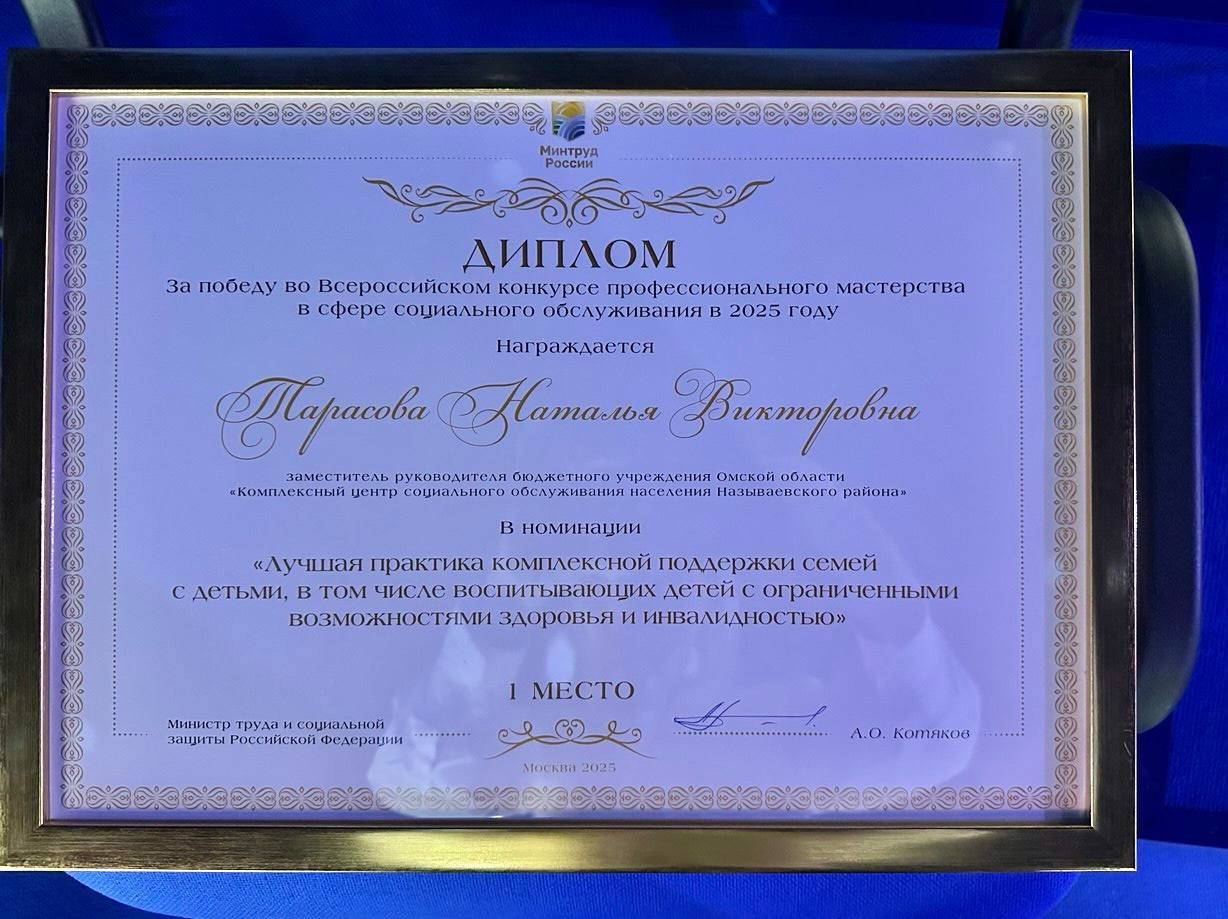 Минтруд
России
ДИПЛОМ
За победу во Всероссийском конкурсе профессионального мастерства
в сфере социального обслуживания в 2025 году
Награждается
Тарасова Наталья Викторовна
заместитель руководителя бюджетного учреждения Омской области
«Комплексный центр социального обслуживания населения Называевского района»
В номинации
«Лучшая практика комплексной поддержки семей
с детьми, в том числе воспитывающих детей с ограниченными
возможностями здоровья и инвалидностью»
1 МЕСТО
Министр труда и социальной
защиты Российской Федерации
А.О. Котяков
Москва 2025